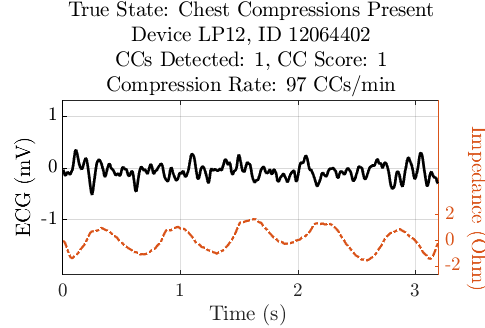 True State: Chest Compressions Present
Device LP12, ID 12064402
CCs Detected: 1, CC Score: 1
Compression Rate: 97 CCs/min
ECG (mV)
1
0
-1
Impedance (Ohm)
2
0
-2
0 1 2 3
Time (s)